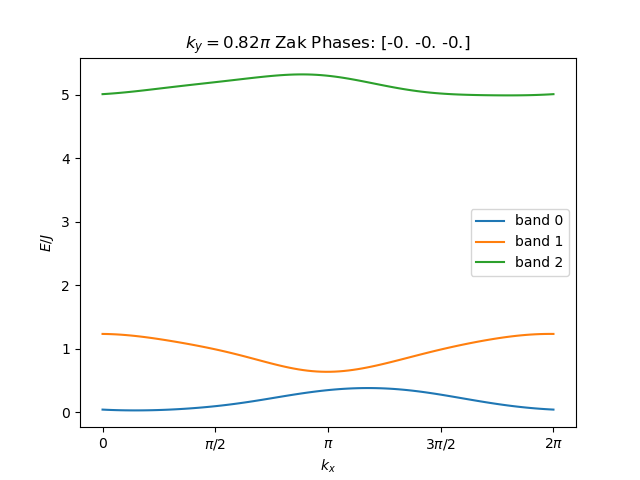 $k_y = 0.82\pi$ Zak Phases: [-0. -0. -0.]
E/J
5
4
3
2
1
0
band 0
band 1
band 2
0
π/2
π
3π/2
2π
$k_x$